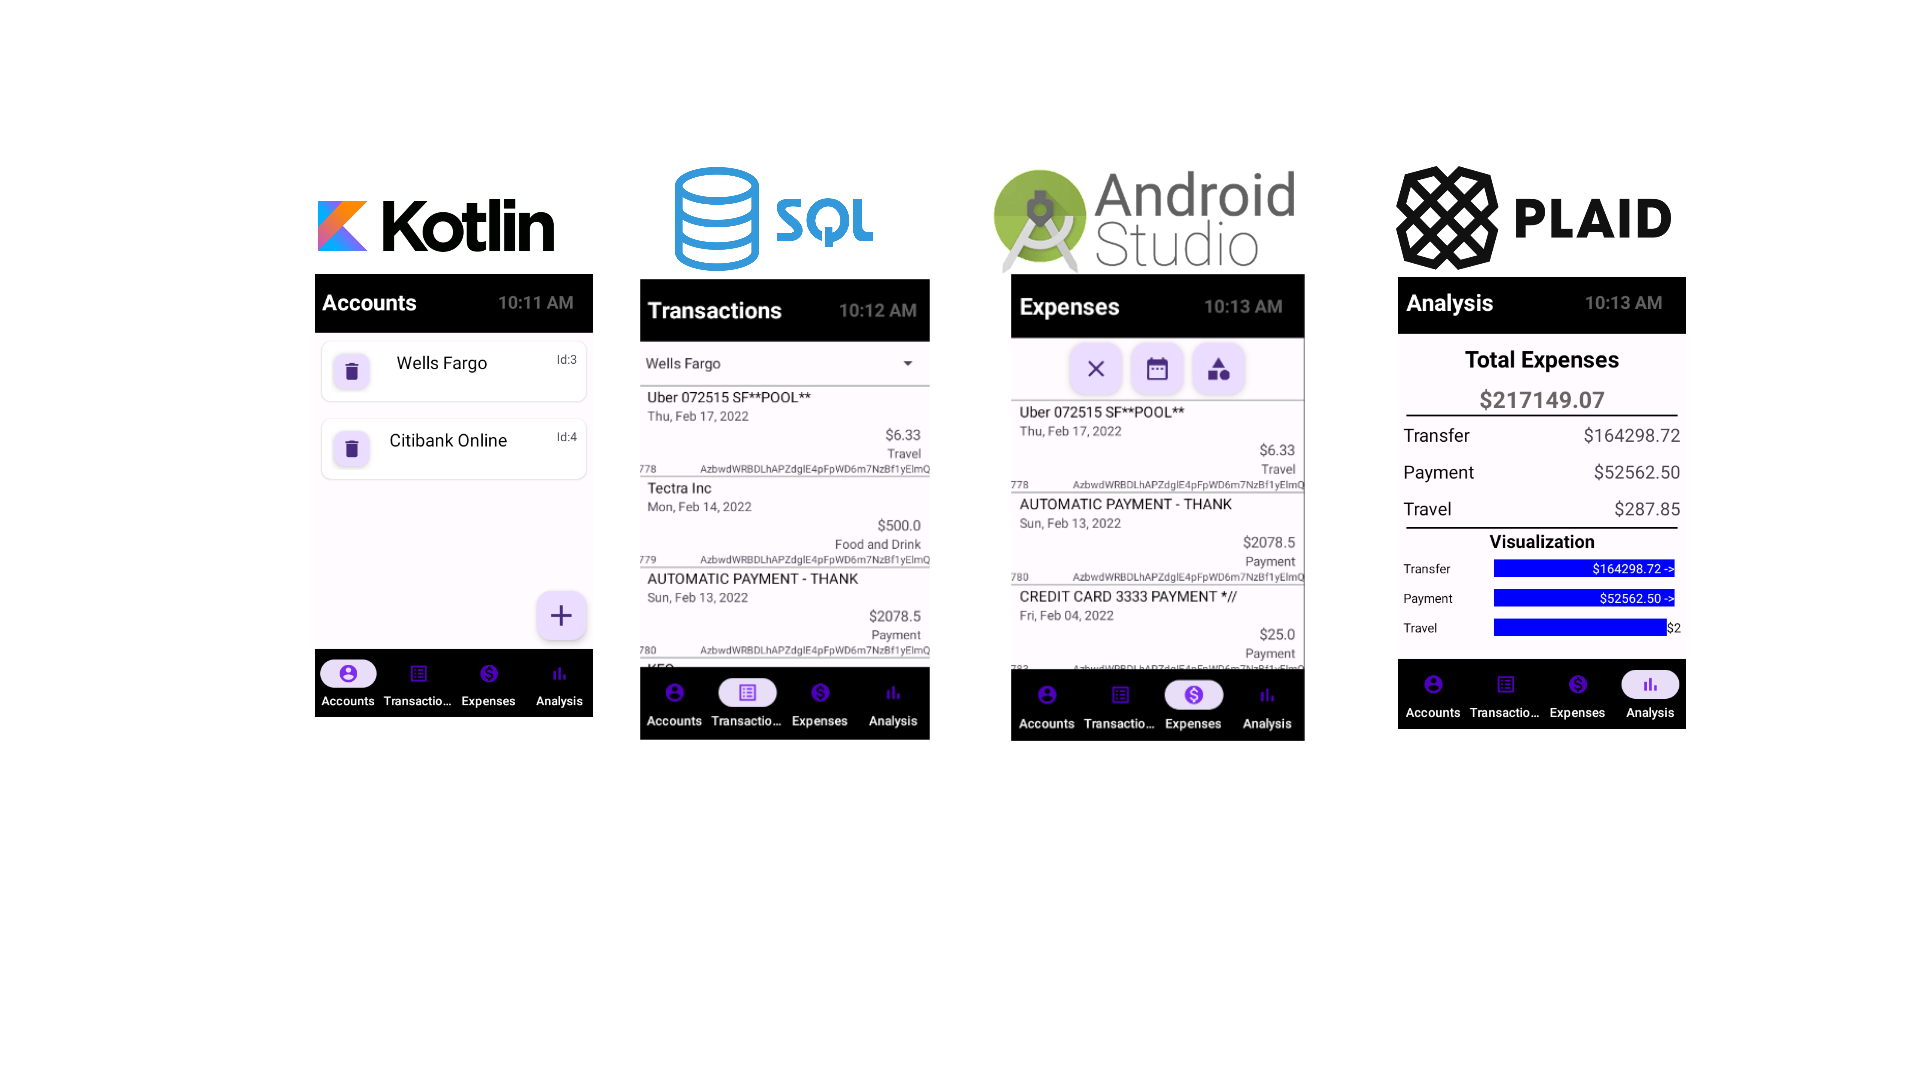 Kotlin
Accounts 10:11 AM
Wells Fargo Id:3
Citibank Online Id:4
Accounts Transactio... Expenses Analysis
SQL
Transactions 10:12 AM
Wells Fargo
Uber 072515 SF**POOL**
Thu, Feb 17, 2022
$6.33
Travel
778 AzbwdWRBDLhAPZdglE4pFpWD6m7NzBf1yElmQ
Tectra Inc
Mon, Feb 14, 2022
$500.0
Food and Drink
779 AzbwdWRBDLhAPZdglE4pFpWD6m7NzBf1yElmQ
AUTOMATIC PAYMENT - THANK
Sun, Feb 13, 2022
$2078.5
Payment
780 AzbwdWRBDLhAPZdglE4pFpWD6m7NzBf1yElmQ
Accounts Transactio... Expenses Analysis
Android
Studio
Expenses 10:13 AM
Uber 072515 SF**POOL**
Thu, Feb 17, 2022
$6.33
Travel
778 AzbwdWRBDLhAPZdglE4pFpWD6m7NzBf1yElmQ
AUTOMATIC PAYMENT - THANK
Sun, Feb 13, 2022
$2078.5
Payment
780 AzbwdWRBDLhAPZdglE4pFpWD6m7NzBf1yElmQ
CREDIT CARD 3333 PAYMENT *//
Fri, Feb 04, 2022
$25.0
Payment
Accounts Transactio... Expenses Analysis
PLAID
Analysis 10:13 AM
Total Expenses
$217149.07
Transfer $164298.72
Payment $52562.50
Travel $287.85
Visualization
Transfer $164298.72 ->
Payment $52562.50 ->
Travel $2
Accounts Transactio... Expenses Analysis